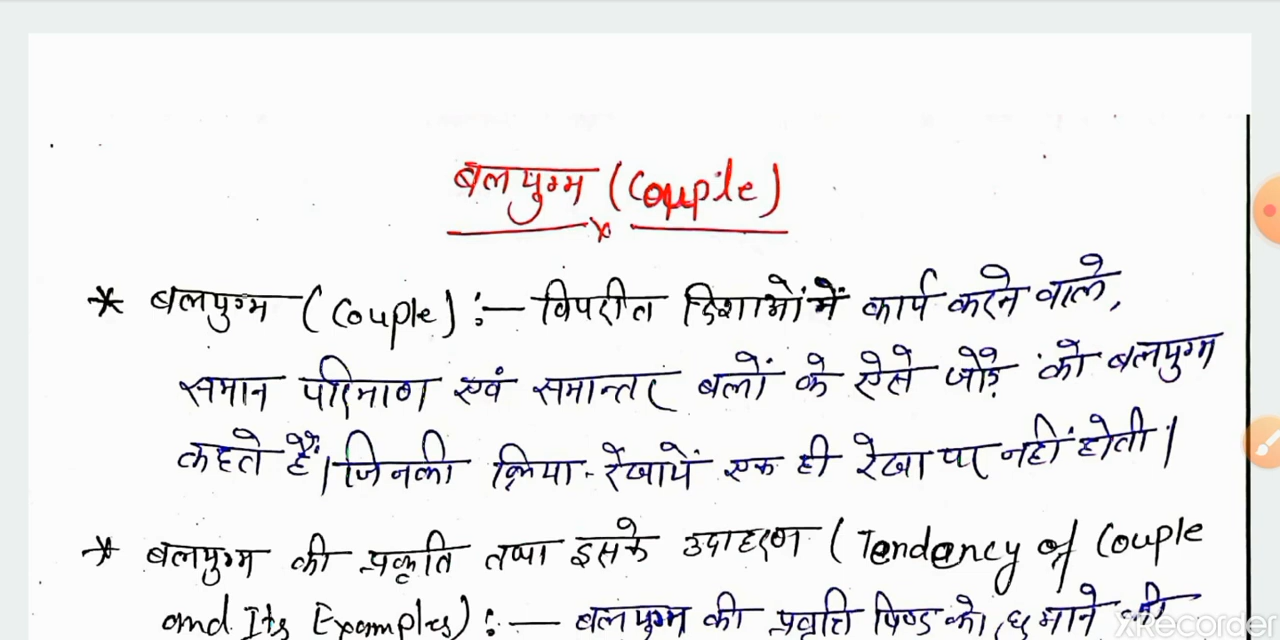 बलयुग्म (Couple)
* बलयुग्म (Couple) :- विपरीत दिशाओं में कार्य करने वाले,
समान परिमाण एवं समान्तर बलों के ऐसे जोड़े को बलयुग्म
कहते हैं। जिनकी क्रिया-रेखायें एक ही रेखा पर नहीं होती।
* बलयुग्म की प्रकृति तथा इसके उदाहरण (Tendency of Couple
and Its Examples) :- बलयुग्म की प्रवृत्ति पिण्ड को घुमाने की
XRecorder